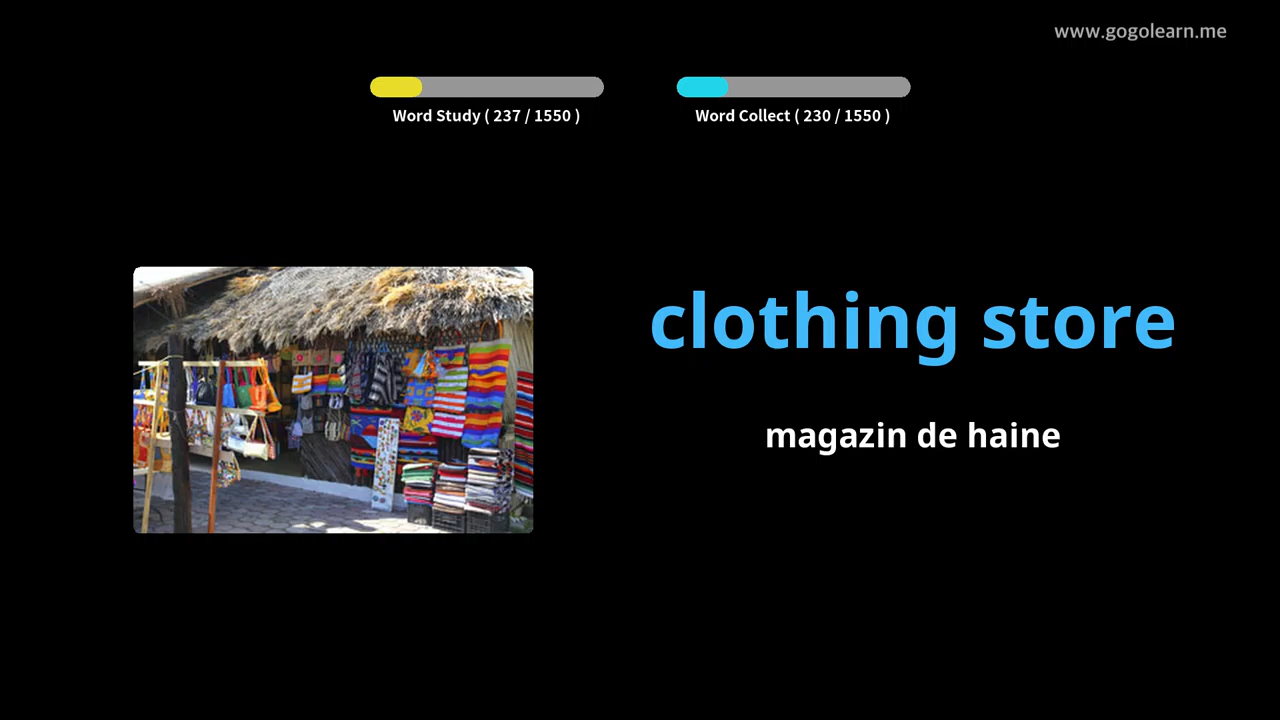 www.gogolearn.me
Word Study ( 237 / 1550 )
Word Collect ( 230 / 1550 )
clothing store
magazin de haine